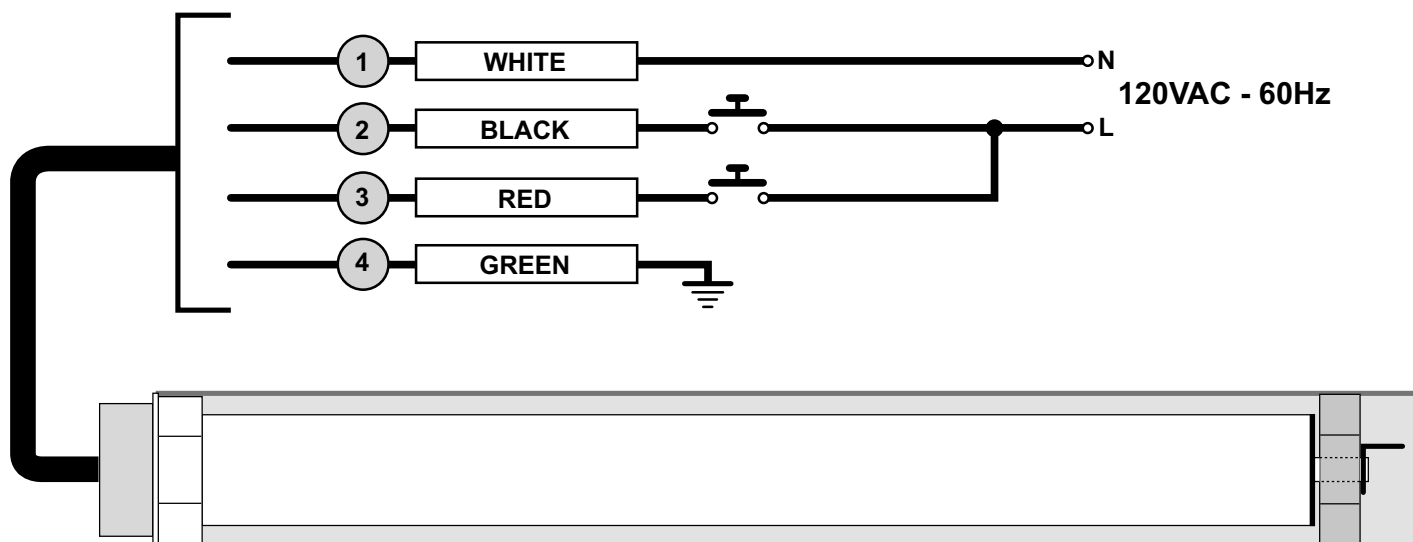 1 WHITE N
120VAC - 60Hz
2 BLACK L
3 RED
4 GREEN